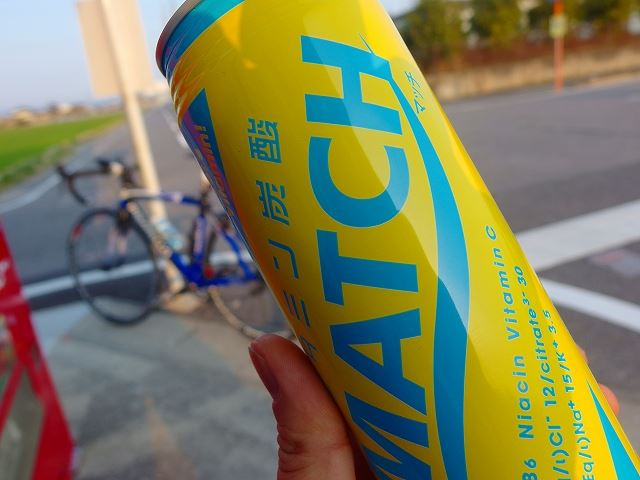 MATCH
マッチ
ミン炭酸
B6 Niacin Vitamin C
q/ℓ)Cl⁻ 12/citrate³⁻ 30
Eq/ℓ)Na⁺ 15/K⁺ 3.5